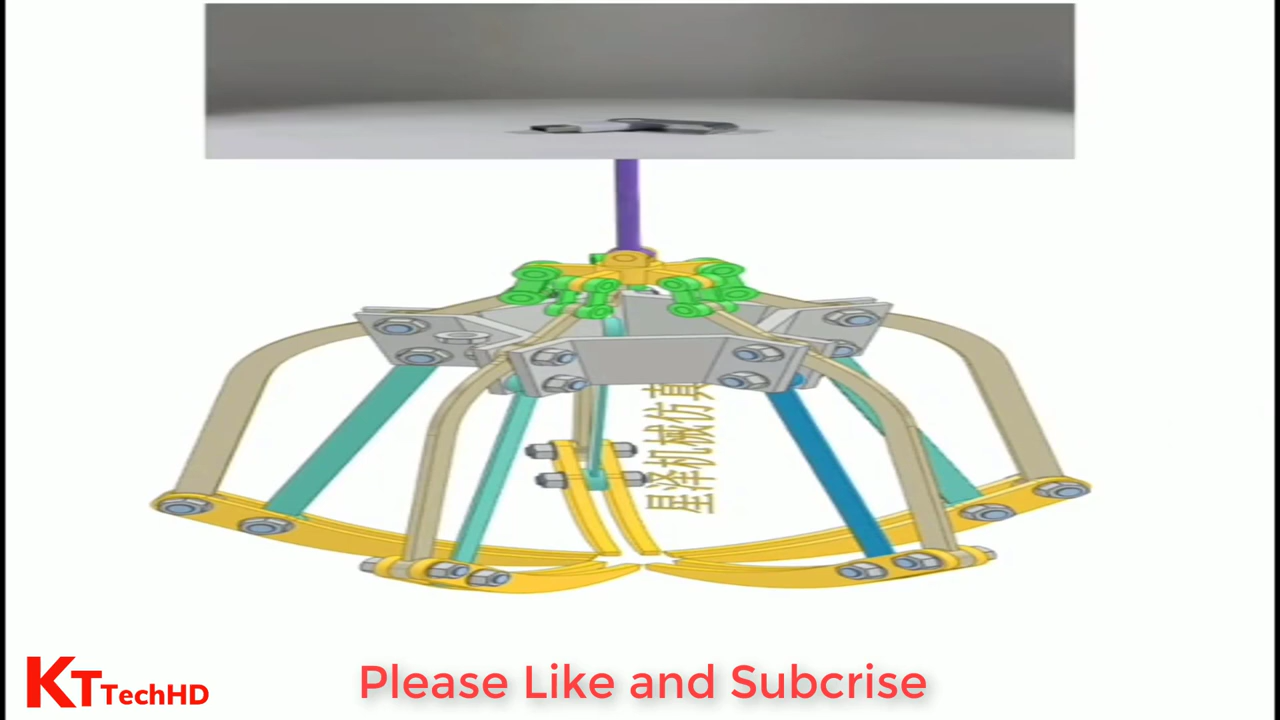 星泽机械仿真
KT TechHD
Please Like and Subcrise